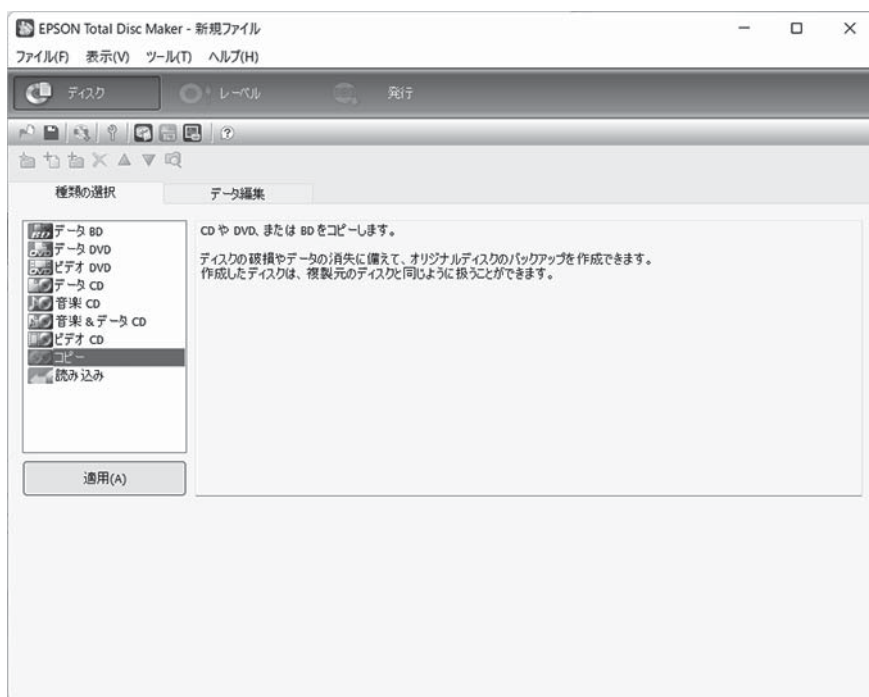 EPSON Total Disc Maker - 新規ファイル
ファイル(F) 表示(V) ツール(T) ヘルプ(H)
ディスク レーベル 発行
種類の選択 データ編集
データ BD
データ DVD
ビデオ DVD
データ CD
音楽 CD
音楽 & データ CD
ビデオ CD
コピー
読み込み
適用(A)
CD や DVD、または BD をコピーします。
ディスクの破損やデータの消失に備えて、オリジナルディスクのバックアップを作成できます。
作成したディスクは、複製元のディスクと同じように扱うことができます。